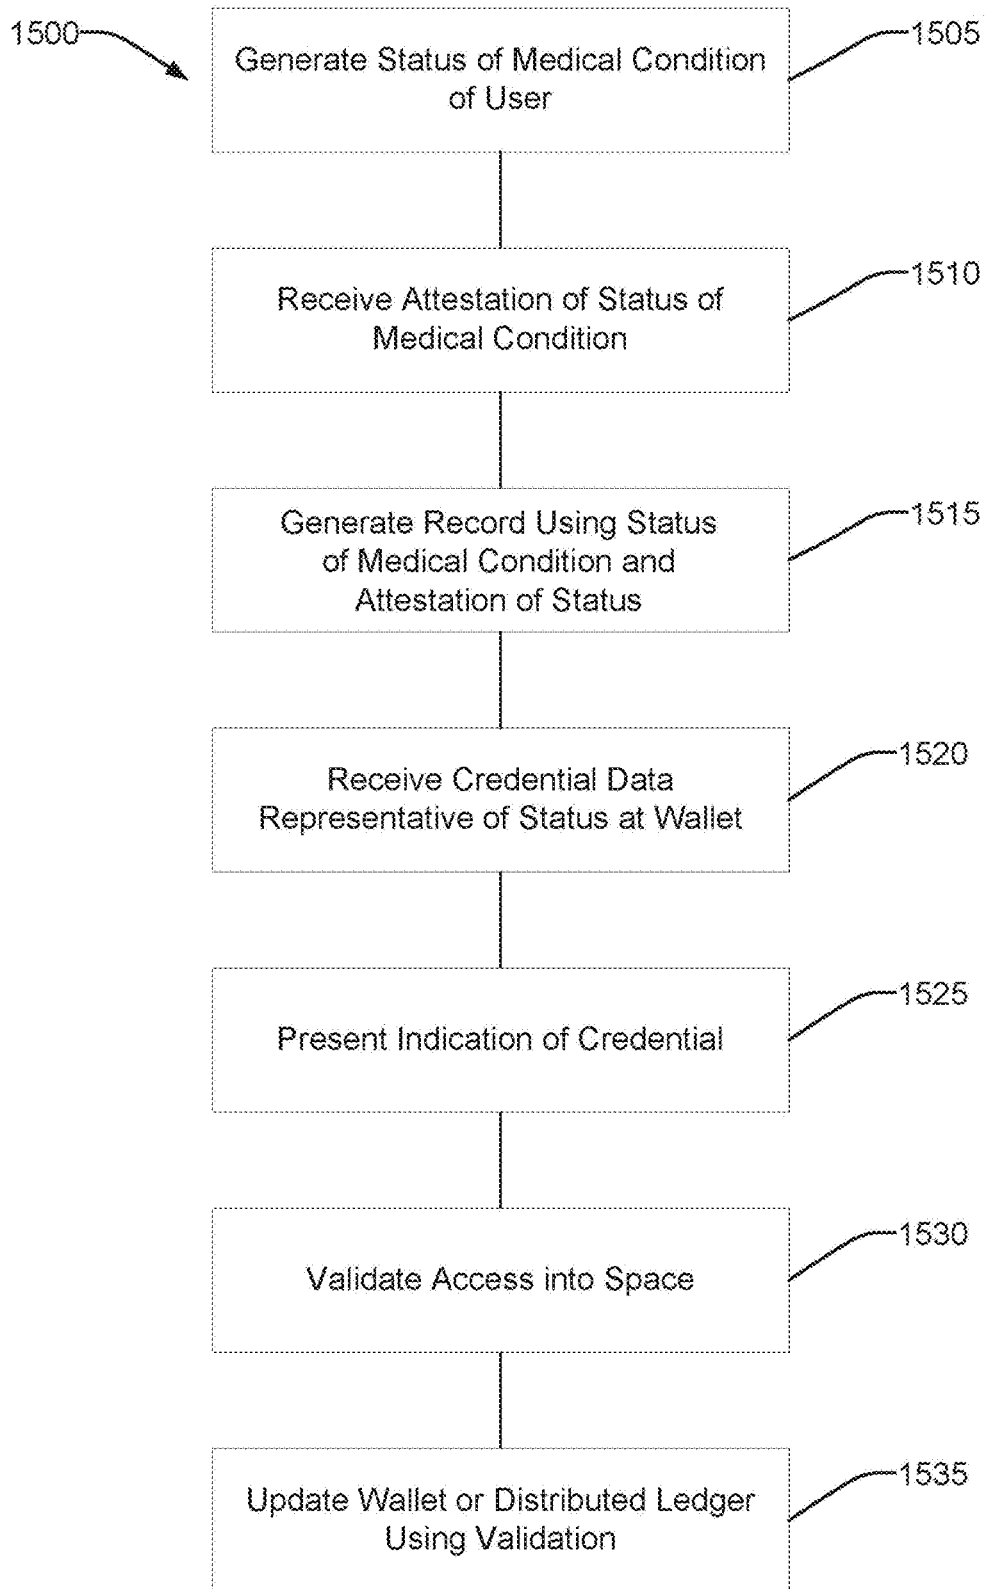 1500
1505
Generate Status of Medical Condition
of User
1510
Receive Attestation of Status of
Medical Condition
1515
Generate Record Using Status
of Medical Condition and
Attestation of Status
1520
Receive Credential Data
Representative of Status at Wallet
1525
Present Indication of Credential
1530
Validate Access into Space
1535
Update Wallet or Distributed Ledger
Using Validation